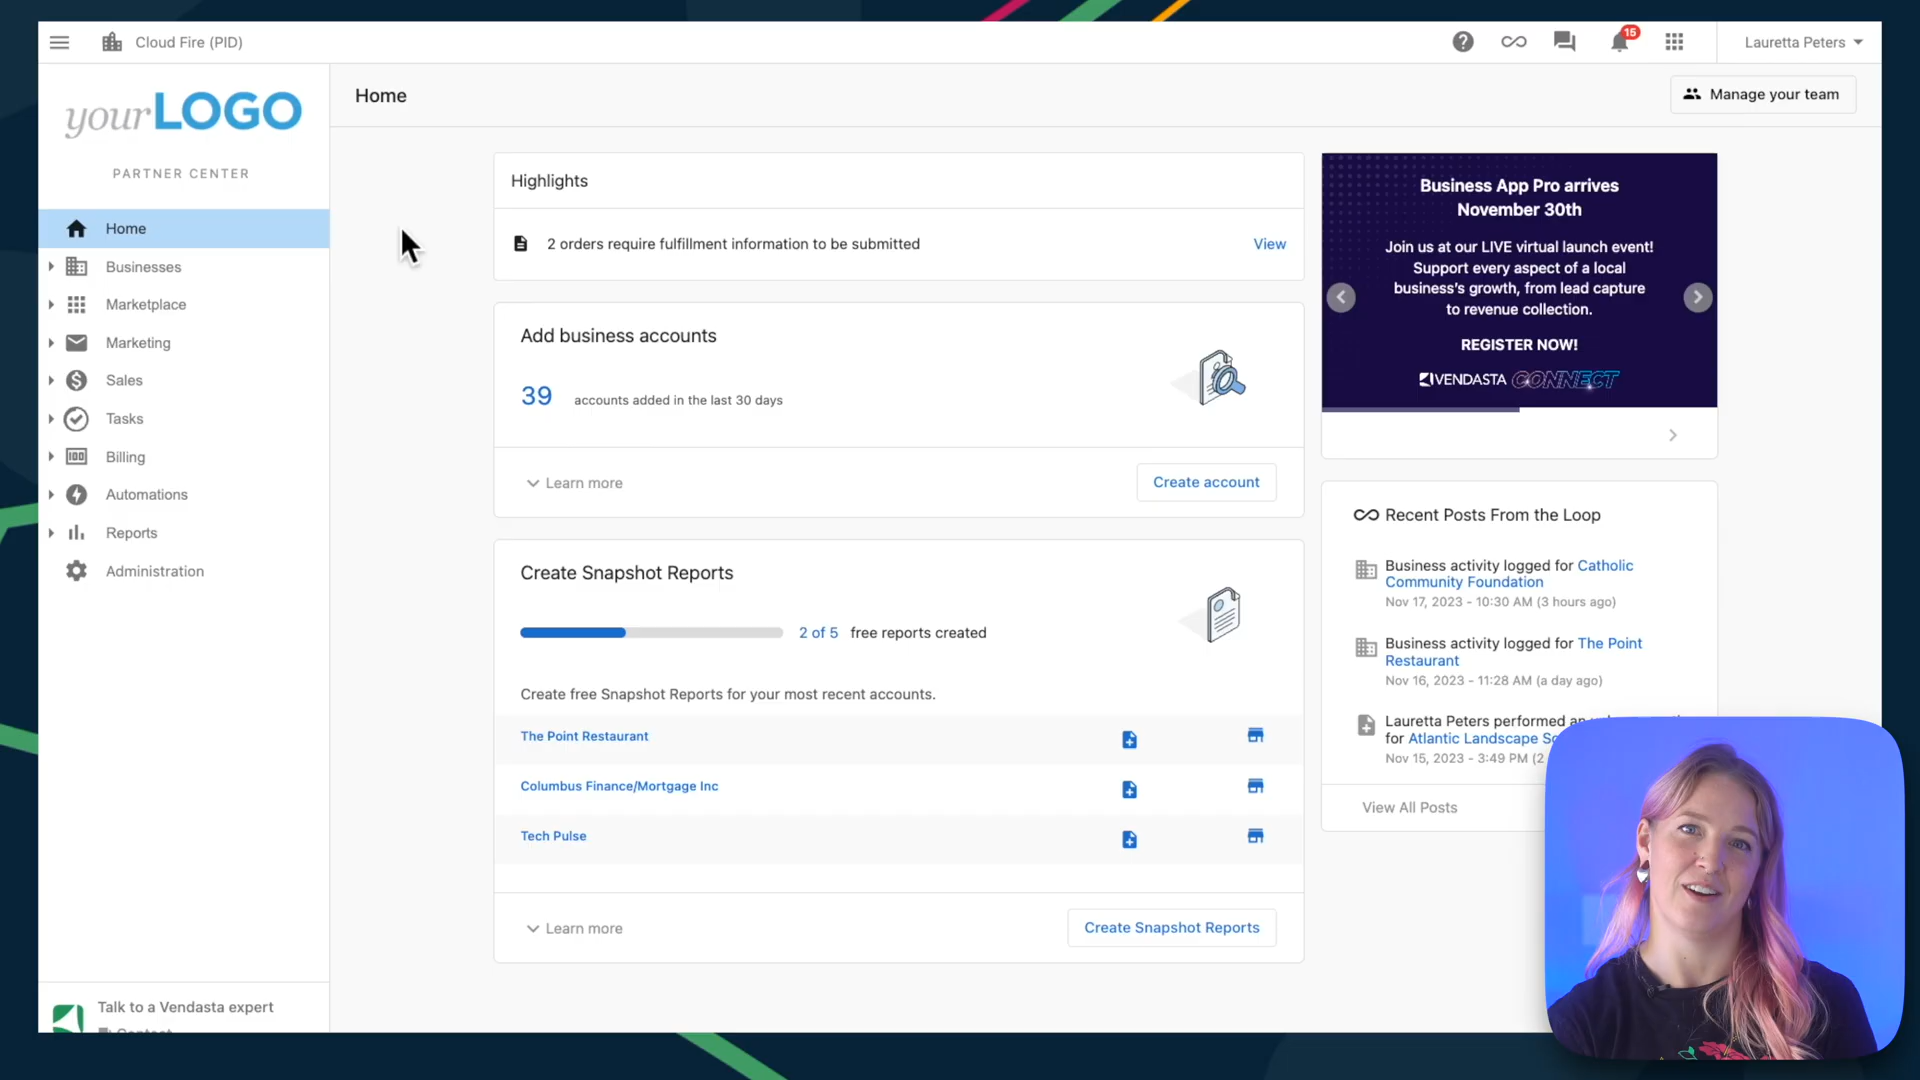 Cloud Fire (PID)
15
Lauretta Peters
yourLOGO
PARTNER CENTER
Home
Businesses
Marketplace
Marketing
Sales
Tasks
Billing
Automations
Reports
Administration
Talk to a Vendasta expert
Home
Manage your team
Highlights
2 orders require fulfillment information to be submitted
View
Add business accounts
39 accounts added in the last 30 days
Learn more
Create account
Create Snapshot Reports
2 of 5 free reports created
Create free Snapshot Reports for your most recent accounts.
The Point Restaurant
Columbus Finance/Mortgage Inc
Tech Pulse
Learn more
Create Snapshot Reports
Business App Pro arrives
November 30th
Join us at our LIVE virtual launch event!
Support every aspect of a local
business's growth, from lead capture
to revenue collection.
REGISTER NOW!
VENDASTA CONNECT
Recent Posts From the Loop
Business activity logged for Catholic
Community Foundation
Nov 17, 2023 - 10:30 AM (3 hours ago)
Business activity logged for The Point
Restaurant
Nov 16, 2023 - 11:28 AM (a day ago)
Lauretta Peters performed
for Atlantic Landscape
Nov 15, 2023 - 3:49 PM (2
View All Posts